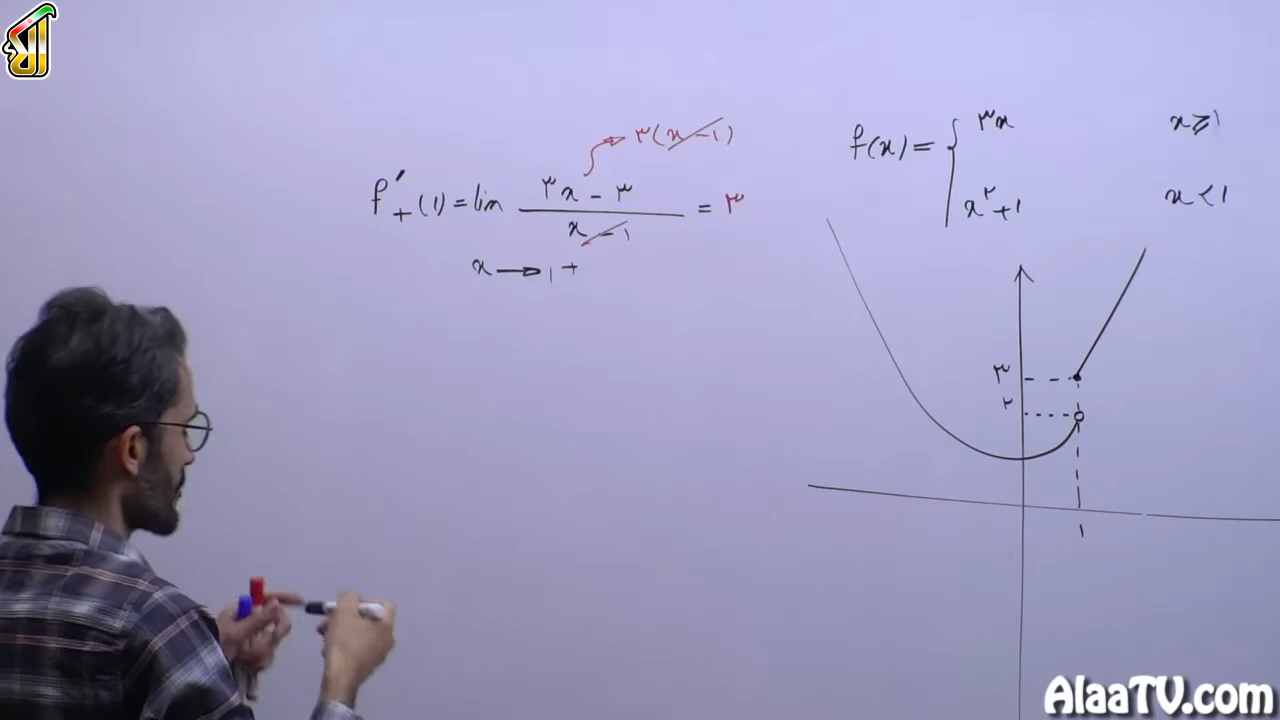 آلاء
f(x) = { ۳x    x ≥ ۱
x² + ۱    x < ۱
۳(x − ۱)
f'₊(۱) = lim (۳x − ۳)/(x − ۱) = ۳
x → ۱⁺
۳
۲
۱
AlaaTV.com